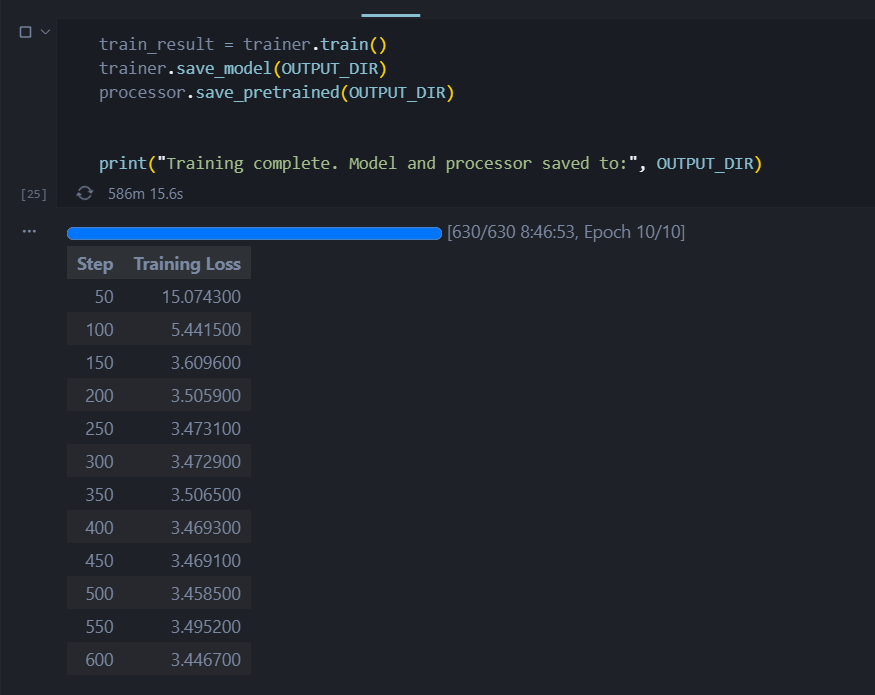 train_result = trainer.train()
trainer.save_model(OUTPUT_DIR)
processor.save_pretrained(OUTPUT_DIR)
print("Training complete. Model and processor saved to:", OUTPUT_DIR)
[25] 586m 15.6s
[630/630 8:46:53, Epoch 10/10]
Step Training Loss
50 15.074300
100 5.441500
150 3.609600
200 3.505900
250 3.473100
300 3.472900
350 3.506500
400 3.469300
450 3.469100
500 3.458500
550 3.495200
600 3.446700